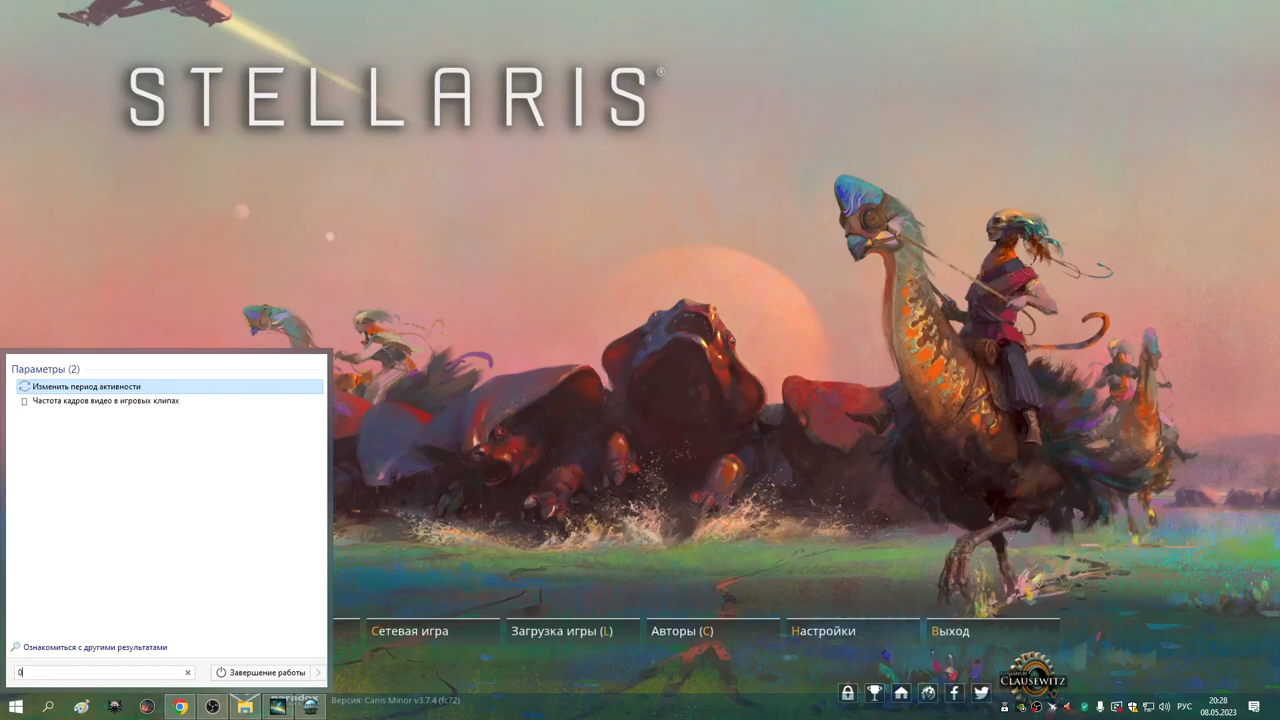 STELLARIS®
Параметры (2)
Изменить период активности
Частота кадров видео в игровых клипах
Ознакомиться с другими результатами
0
Завершение работы
Сетевая игра
Загрузка игры (L)
Авторы (C)
Настройки
Выход
CLAUSEWITZ
paradox
Версия: Canis Minor v3.7.4 (fc72)
РУС
20:28
08.05.2023